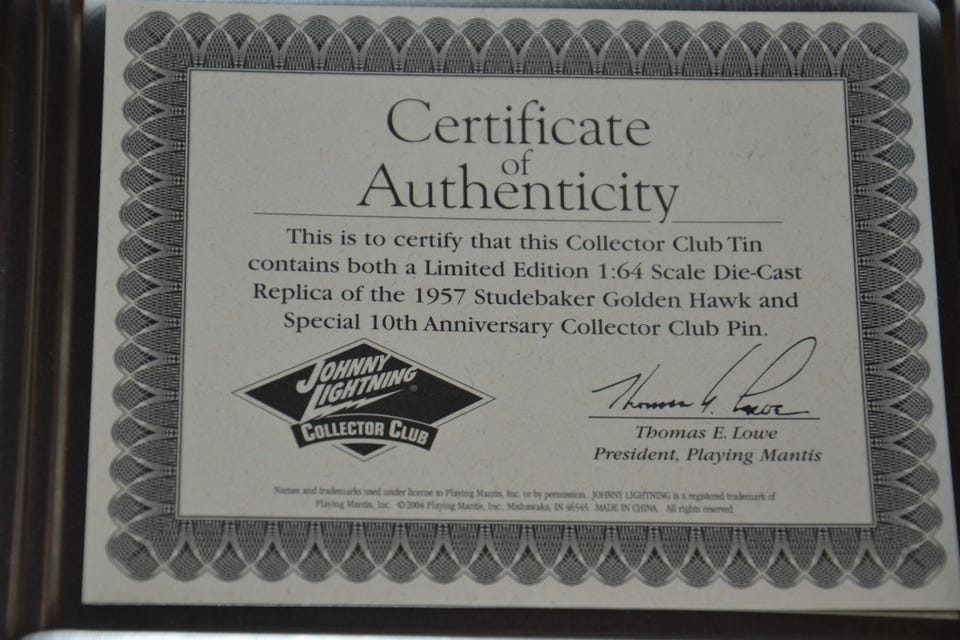 Certificate
of
Authenticity
This is to certify that this Collector Club Tin
contains both a Limited Edition 1:64 Scale Die-Cast
Replica of the 1957 Studebaker Golden Hawk and
Special 10th Anniversary Collector Club Pin.
JOHNNY
LIGHTNING®
COLLECTOR CLUB
Thomas E. Lowe
Thomas E. Lowe
President, Playing Mantis
Names and trademarks used under license to Playing Mantis, Inc. or by permission. JOHNNY LIGHTNING is a registered trademark of
Playing Mantis, Inc. ©2004 Playing Mantis, Inc., Mishawaka, IN 46545. MADE IN CHINA. All rights reserved.